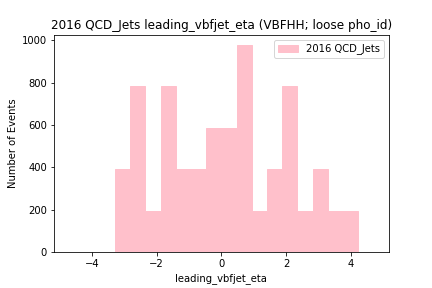 2016 QCD_Jets leading_vbfjet_eta (VBFHH; loose pho_id)
1000
800
600
400
200
0
Number of Events
2016 QCD_Jets
−4 −2 0 2 4
leading_vbfjet_eta